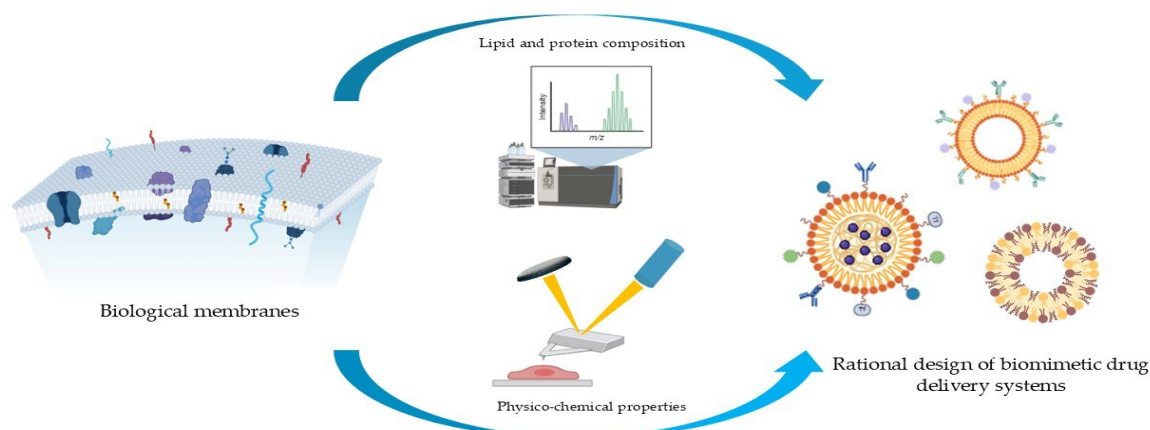 Lipid and protein composition
Intensity
m/z
Biological membranes
Physico-chemical properties
Rational design of biomimetic drug
delivery systems